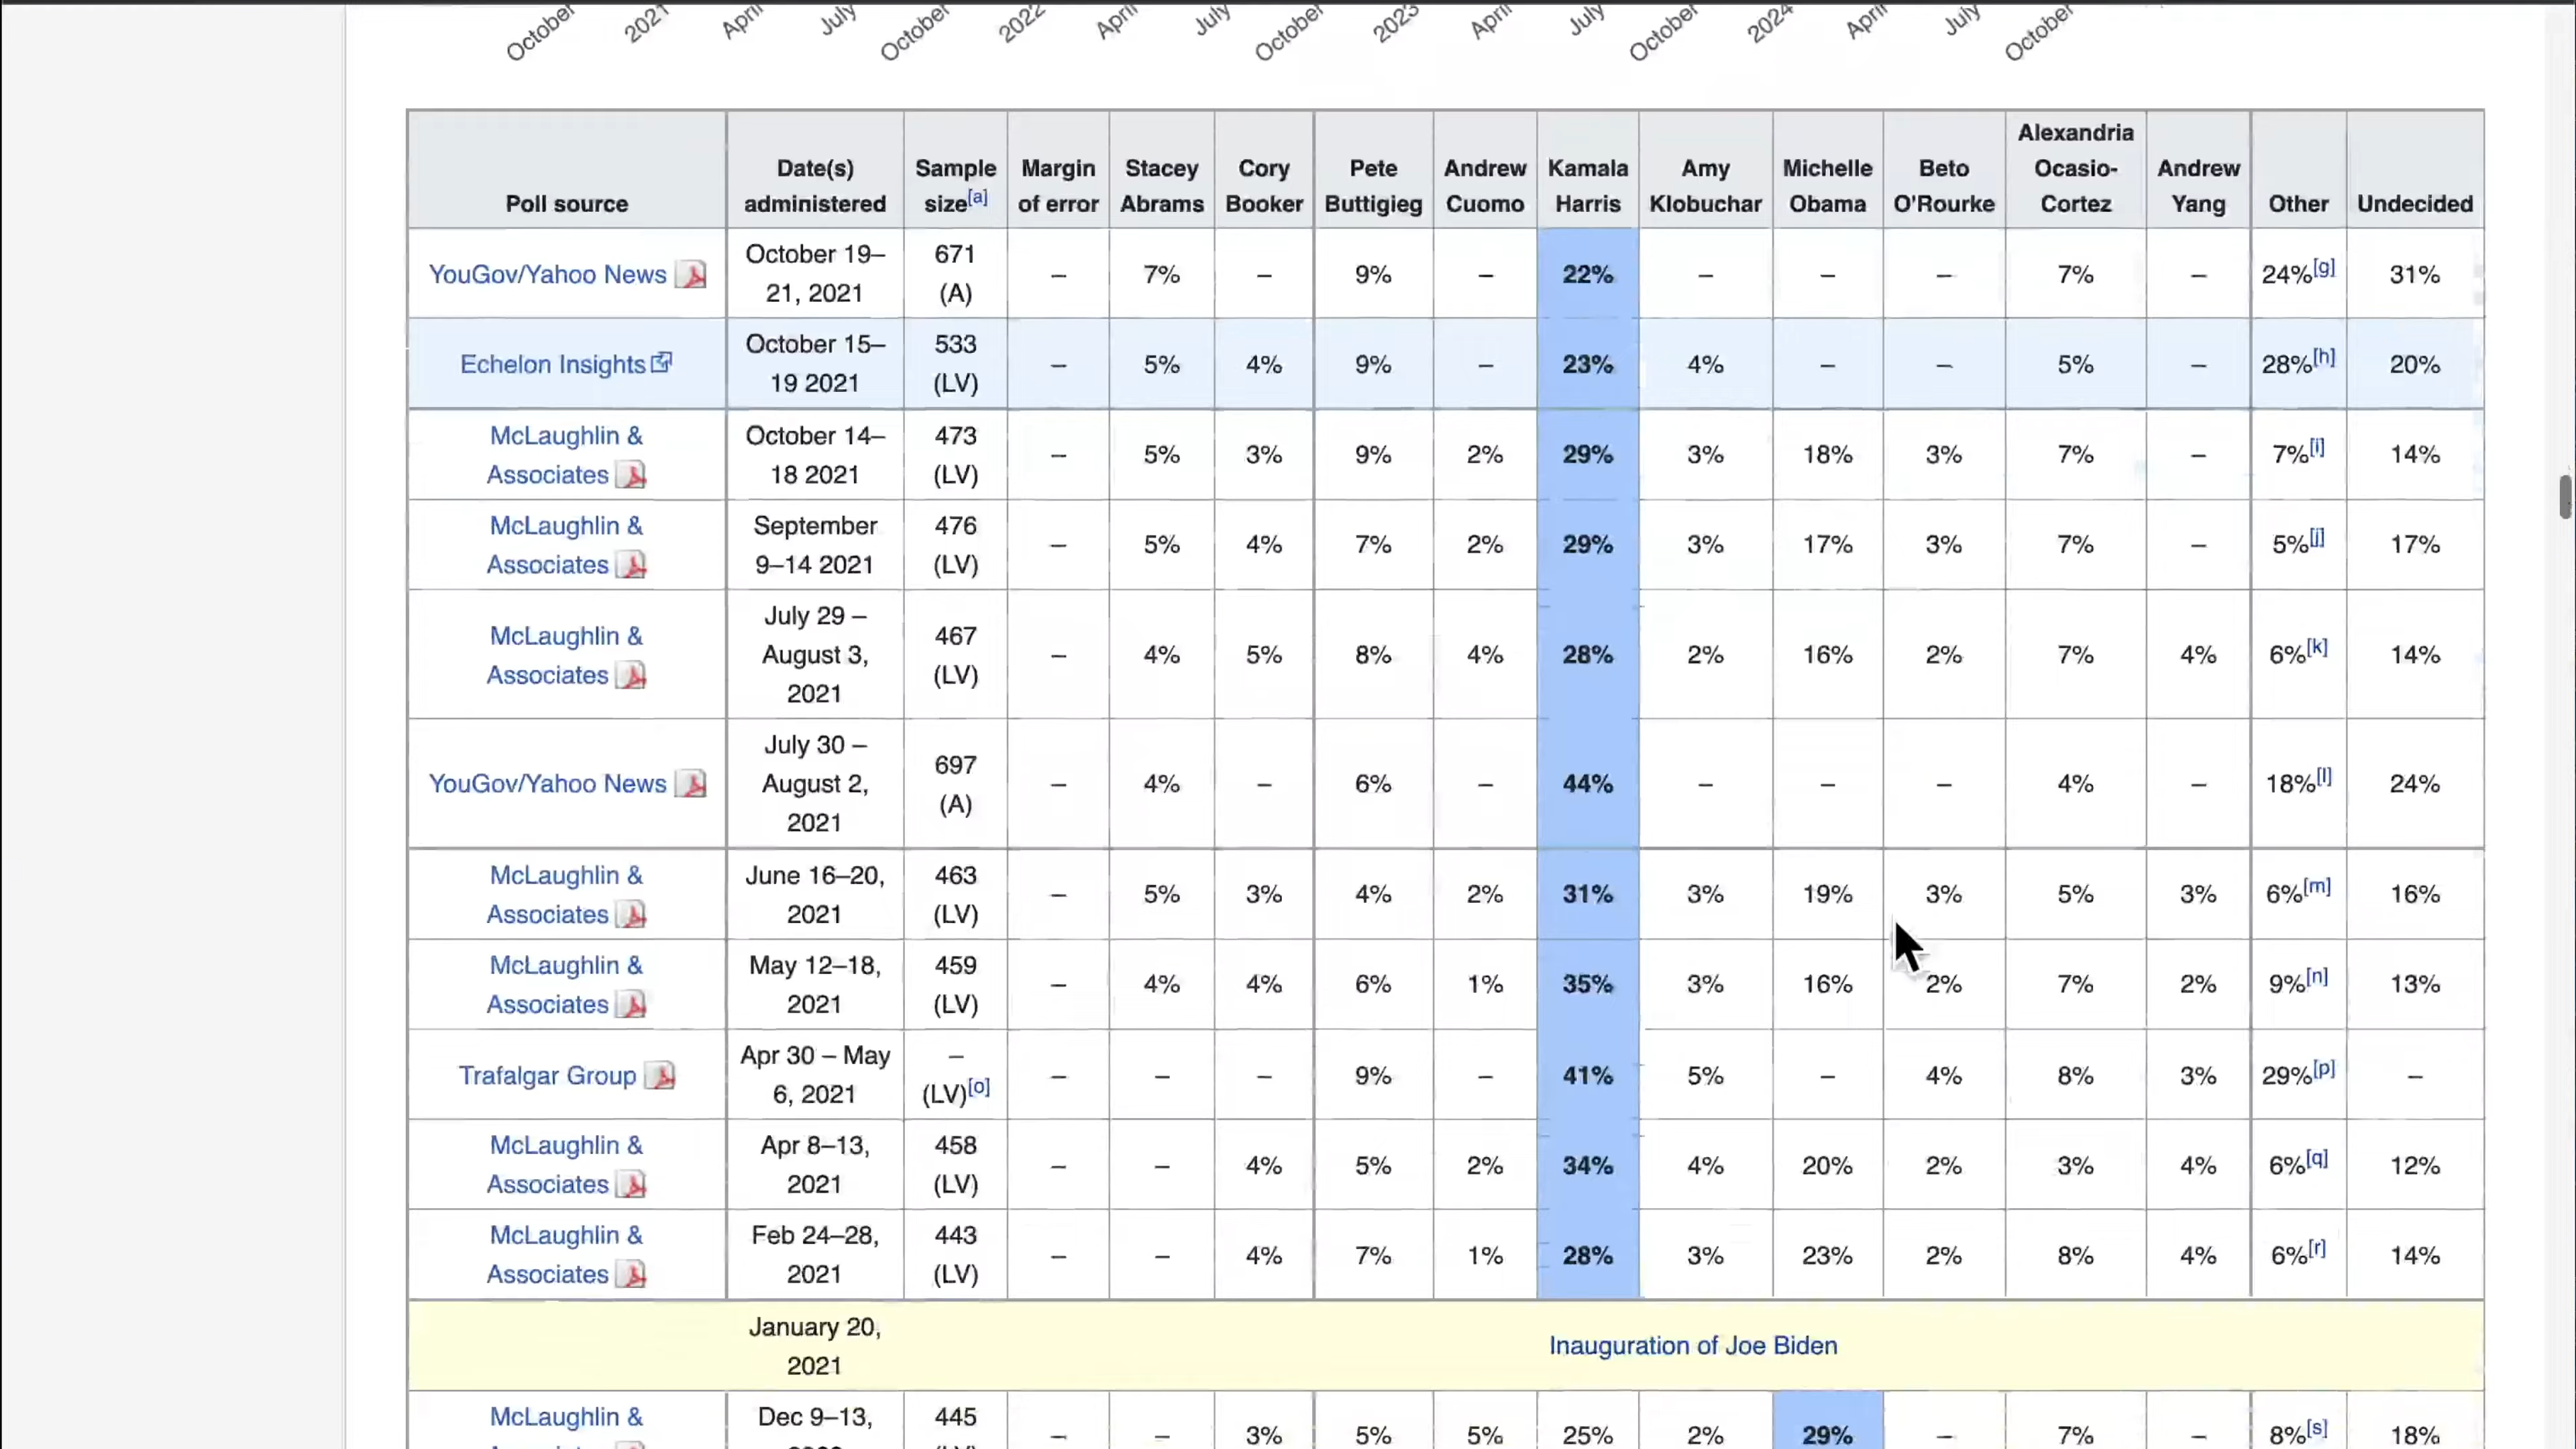 October 2021 April July October 2022 April July October 2023 April July October 2024 April July October
Poll source | Date(s) administered | Sample size[a] | Margin of error | Stacey Abrams | Cory Booker | Pete Buttigieg | Andrew Cuomo | Kamala Harris | Amy Klobuchar | Michelle Obama | Beto O'Rourke | Alexandria Ocasio-Cortez | Andrew Yang | Other | Undecided
YouGov/Yahoo News | October 19–21, 2021 | 671 (A) | – | 7% | – | 9% | – | 22% | – | – | – | 7% | – | 24%[g] | 31%
Echelon Insights | October 15–19 2021 | 533 (LV) | – | 5% | 4% | 9% | – | 23% | 4% | – | – | 5% | – | 28%[h] | 20%
McLaughlin & Associates | October 14–18 2021 | 473 (LV) | – | 5% | 3% | 9% | 2% | 29% | 3% | 18% | 3% | 7% | – | 7%[i] | 14%
McLaughlin & Associates | September 9–14 2021 | 476 (LV) | – | 5% | 4% | 7% | 2% | 29% | 3% | 17% | 3% | 7% | – | 5%[j] | 17%
McLaughlin & Associates | July 29 – August 3, 2021 | 467 (LV) | – | 4% | 5% | 8% | 4% | 28% | 2% | 16% | 2% | 7% | 4% | 6%[k] | 14%
YouGov/Yahoo News | July 30 – August 2, 2021 | 697 (A) | – | 4% | – | 6% | – | 44% | – | – | – | 4% | – | 18%[l] | 24%
McLaughlin & Associates | June 16–20, 2021 | 463 (LV) | – | 5% | 3% | 4% | 2% | 31% | 3% | 19% | 3% | 5% | 3% | 6%[m] | 16%
McLaughlin & Associates | May 12–18, 2021 | 459 (LV) | – | 4% | 4% | 6% | 1% | 35% | 3% | 16% | 2% | 7% | 2% | 9%[n] | 13%
Trafalgar Group | Apr 30 – May 6, 2021 | – (LV)[o] | – | – | – | 9% | – | 41% | 5% | – | 4% | 8% | 3% | 29%[p] | –
McLaughlin & Associates | Apr 8–13, 2021 | 458 (LV) | – | – | 4% | 5% | 2% | 34% | 4% | 20% | 2% | 3% | 4% | 6%[q] | 12%
McLaughlin & Associates | Feb 24–28, 2021 | 443 (LV) | – | – | 4% | 7% | 1% | 28% | 3% | 23% | 2% | 8% | 4% | 6%[r] | 14%
January 20, 2021 | Inauguration of Joe Biden
McLaughlin & | Dec 9–13, | 445 | – | – | 3% | 5% | 5% | 25% | 2% | 29% | – | 7% | – | 8%[s] | 18%